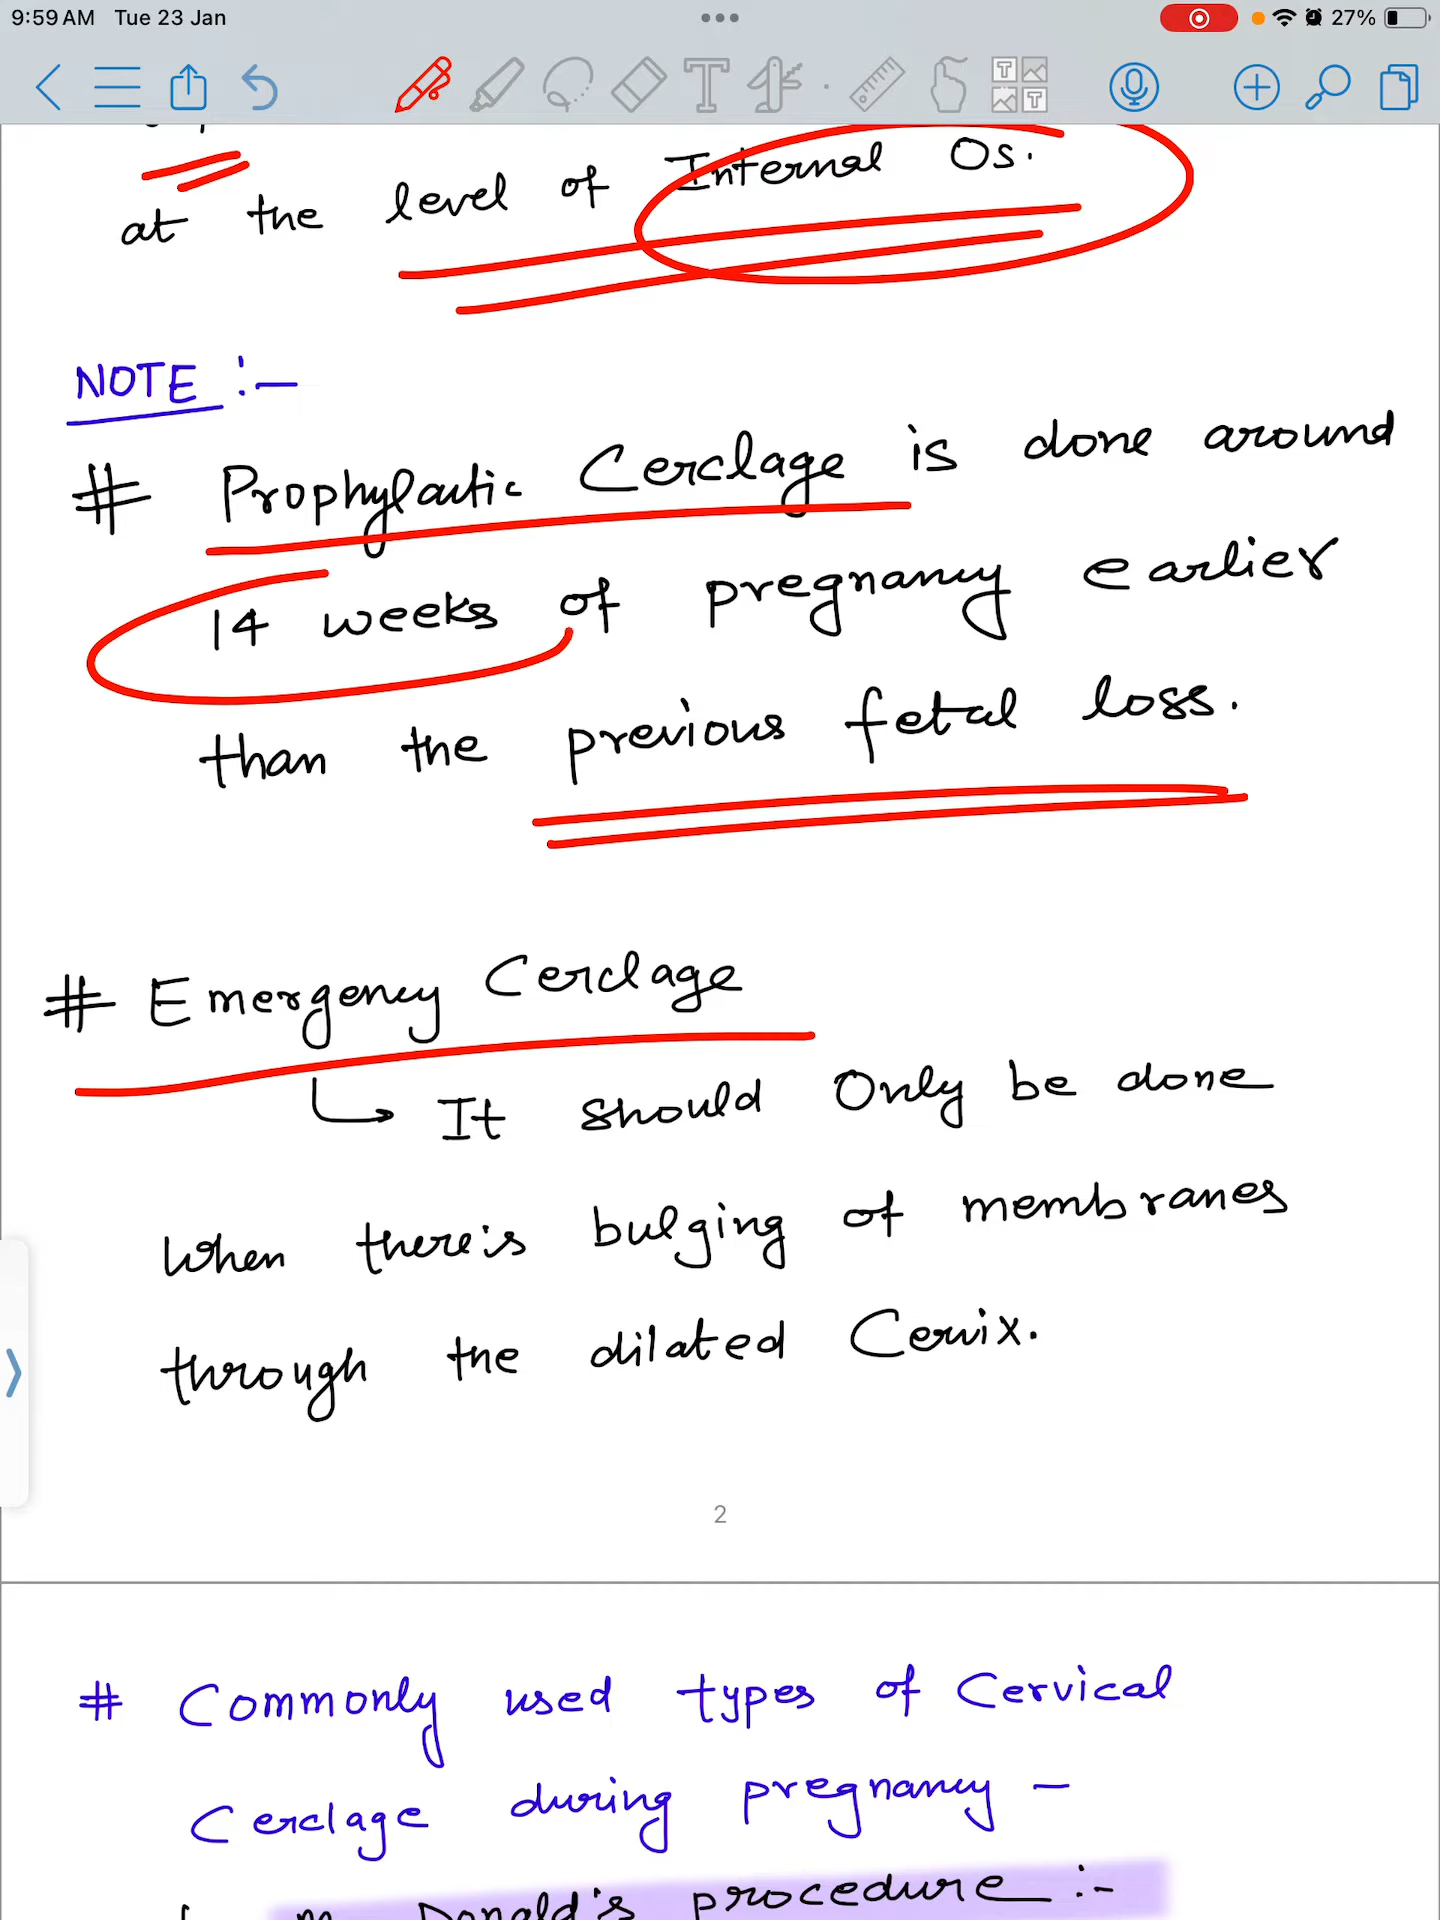 9:59 AM Tue 23 Jan
27%
at the level of Internal Os.
NOTE :-
# Prophylactic Cerclage is done around
14 weeks of pregnancy earlier
than the previous fetal loss.
# Emergency Cerclage
It should Only be done
When there is bulging of membranes
through the dilated Cervix.
2
# Commonly used types of Cervical
Cerclage during pregnancy -
Mc Donald's procedure :-